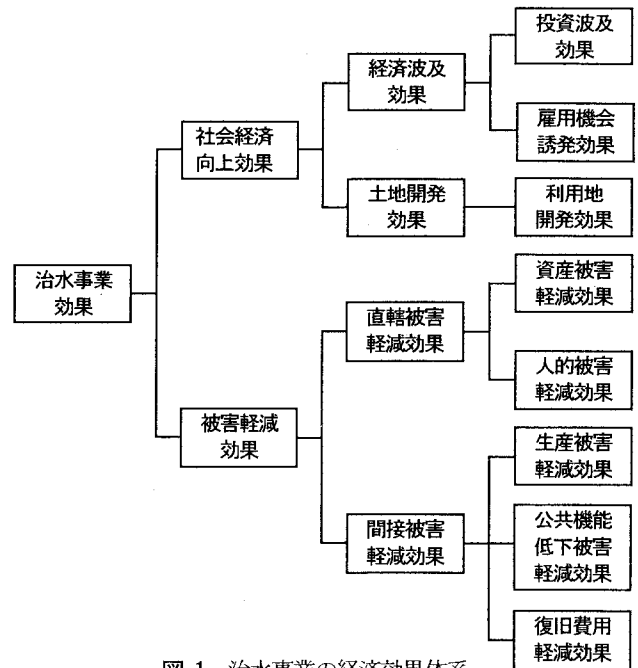 治水事業
効果
社会経済
向上効果
経済波及
効果
投資波及
効果
雇用機会
誘発効果
土地開発
効果
利用地
開発効果
被害軽減
効果
直轄被害
軽減効果
資産被害
軽減効果
人的被害
軽減効果
間接被害
軽減効果
生産被害
軽減効果
公共機能
低下被害
軽減効果
復旧費用
軽減効果
図 1 治水事業の経済効果体系